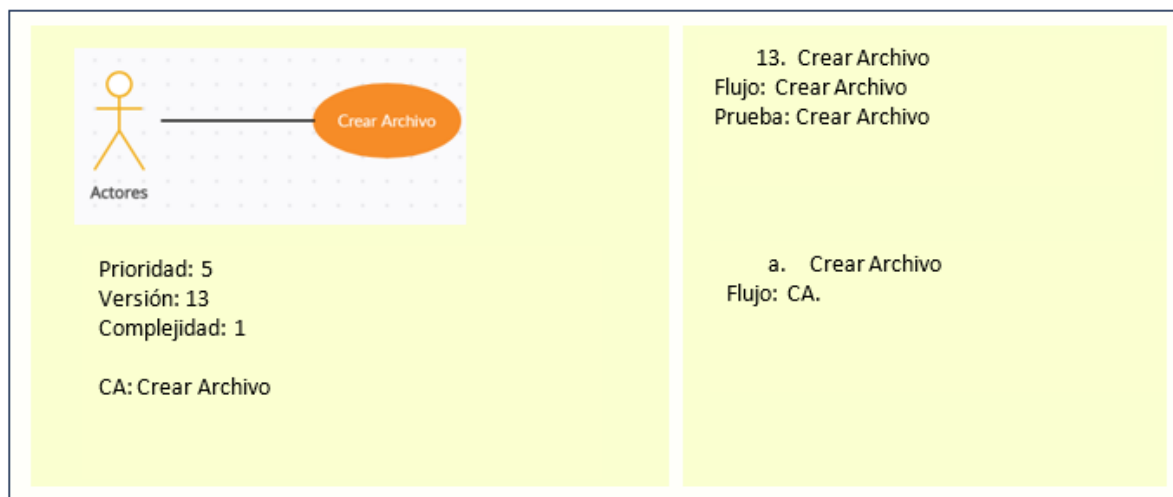 Crear Archivo
Actores
Prioridad: 5
Versión: 13
Complejidad: 1
CA: Crear Archivo
13. Crear Archivo
Flujo: Crear Archivo
Prueba: Crear Archivo
a. Crear Archivo
Flujo: CA.